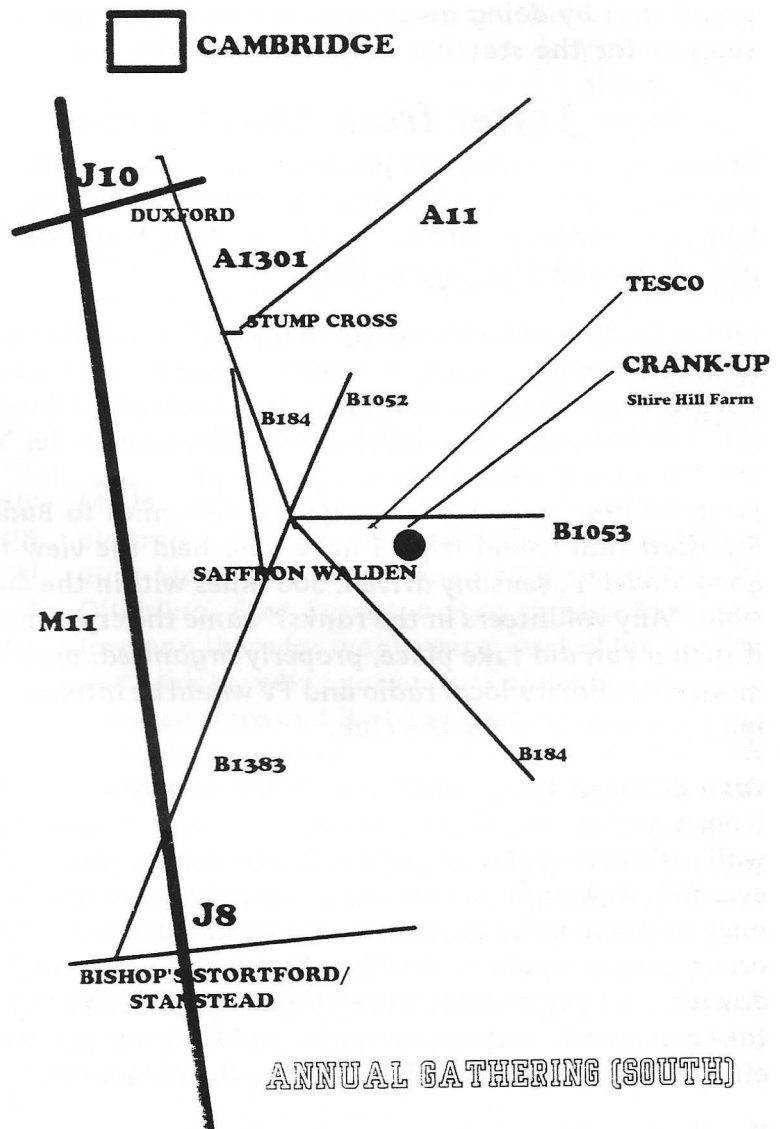 CAMBRIDGE
J10
DUXFORD
A11
A1301
TESCO
STUMP CROSS
CRANK-UP
Shire Hill Farm
B184
B1052
B1053
SAFFRON WALDEN
M11
B184
B1383
J8
BISHOP'S STORTFORD/
STANSTEAD
ANNUAL GATHERING (SOUTH)